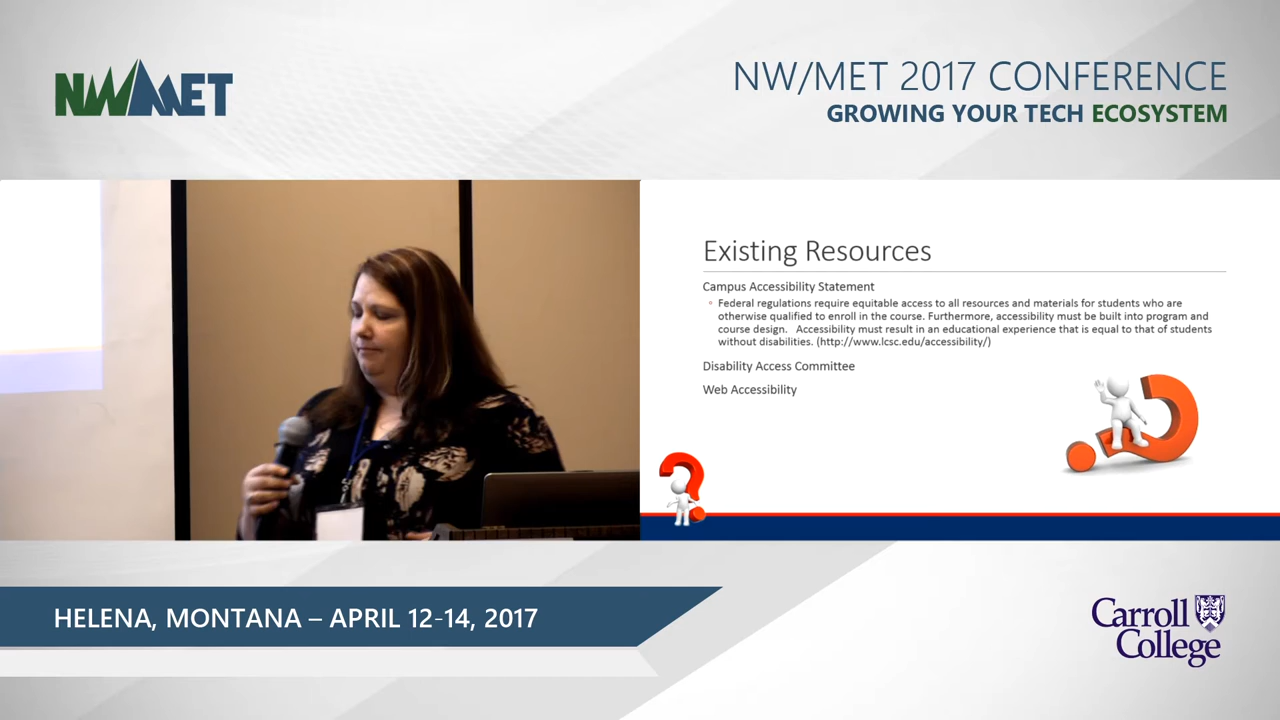 NW/MET
NW/MET 2017 CONFERENCE
GROWING YOUR TECH ECOSYSTEM
Existing Resources
Campus Accessibility Statement
Federal regulations require equitable access to all resources and materials for students who are
otherwise qualified to enroll in the course. Furthermore, accessibility must be built into program and
course design. Accessibility must result in an educational experience that is equal to that of students
without disabilities. (http://www.lcsc.edu/accessibility/)
Disability Access Committee
Web Accessibility
HELENA, MONTANA – APRIL 12-14, 2017
Carroll
College